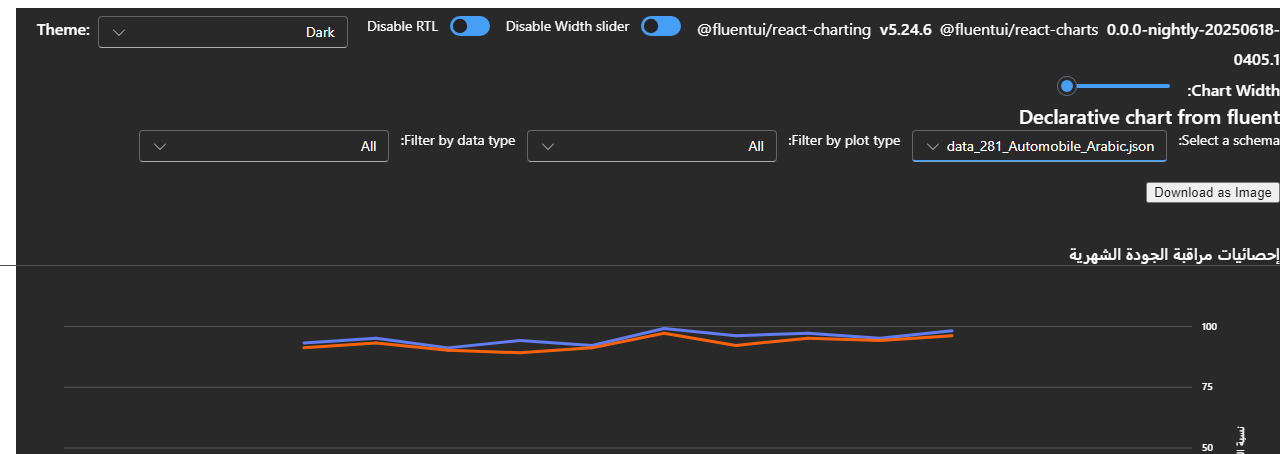 Theme: Dark Disable RTL Disable Width slider @fluentui/react-charting v5.24.6 @fluentui/react-charts 0.0.0-nightly-20250618-
0405.1
:Chart Width
Declarative chart from fluent
:Select a schema data_281_Automobile_Arabic.json :Filter by plot type All :Filter by data type All
Download as Image
إحصائيات مراقبة الجودة الشهرية
100
75
50